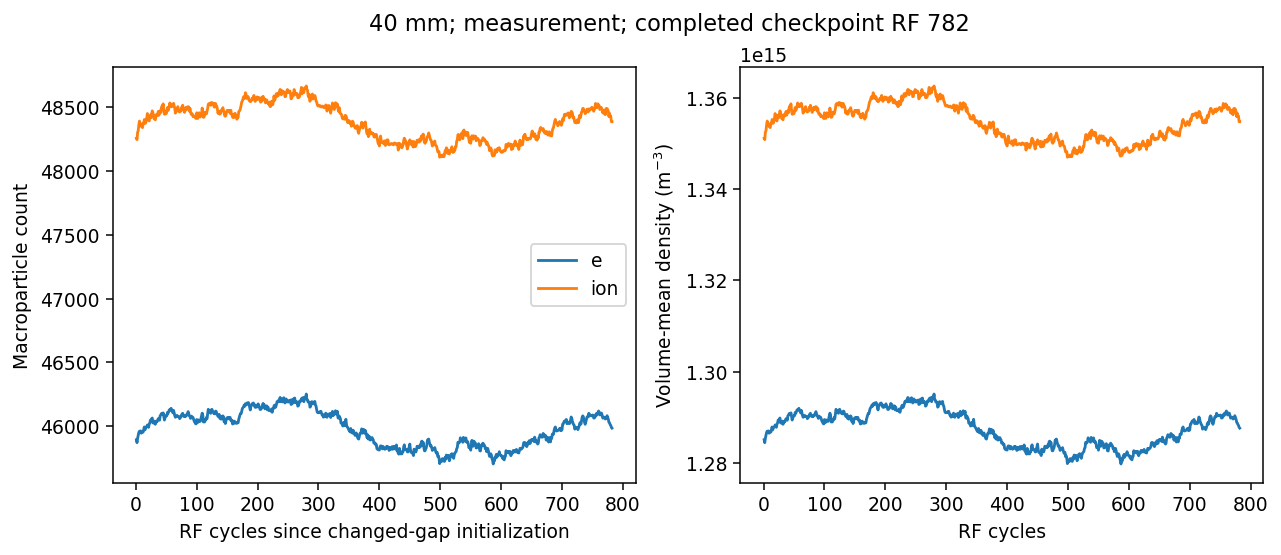 40 mm; measurement; completed checkpoint RF 782
Macroparticle count
48500
48000
47500
47000
46500
46000
0 100 200 300 400 500 600 700 800
RF cycles since changed-gap initialization
e
ion
1e15
Volume-mean density (m⁻³)
1.36
1.34
1.32
1.30
1.28
0 100 200 300 400 500 600 700 800
RF cycles